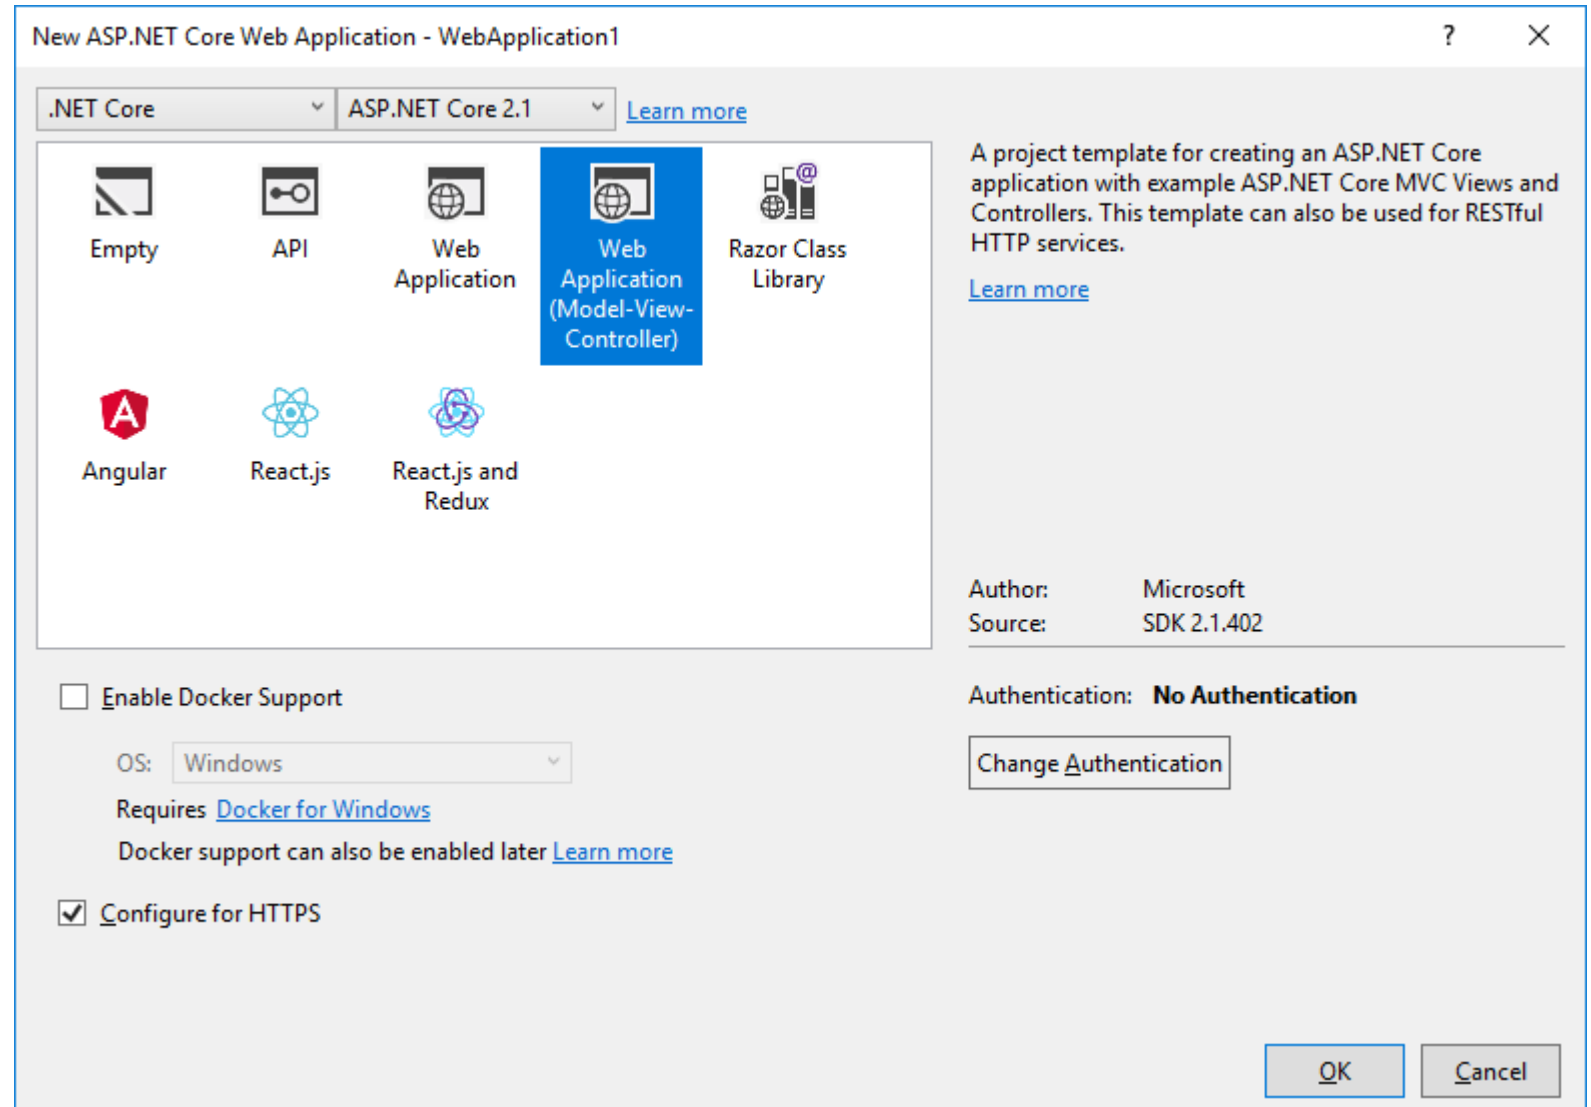 New ASP.NET Core Web Application - WebApplication1
?
.NET Core
ASP.NET Core 2.1
Learn more
Empty
API
Web
Application
Web
Application
(Model-View-
Controller)
Razor Class
Library
Angular
React.js
React.js and
Redux
A project template for creating an ASP.NET Core
application with example ASP.NET Core MVC Views and
Controllers. This template can also be used for RESTful
HTTP services.
Learn more
Author: Microsoft
Source: SDK 2.1.402
Enable Docker Support
OS: Windows
Requires Docker for Windows
Docker support can also be enabled later Learn more
Configure for HTTPS
Authentication: No Authentication
Change Authentication
OK
Cancel